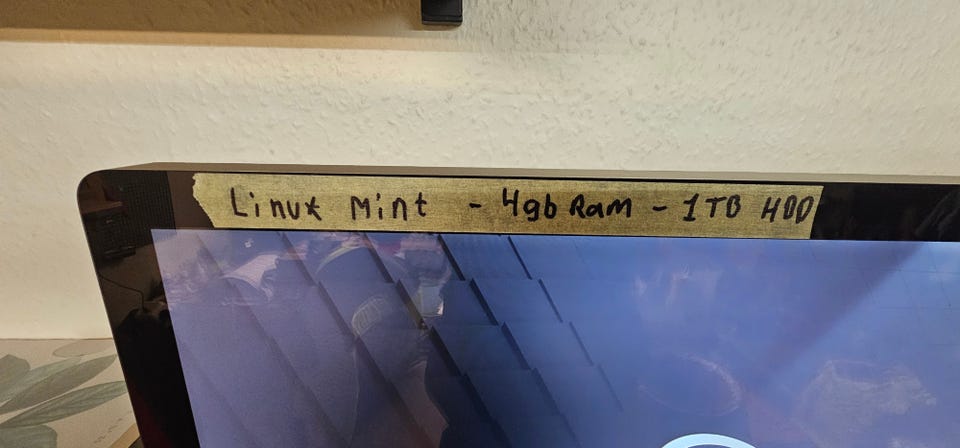 Linux Mint - 4gb Ram - 1TB HDD